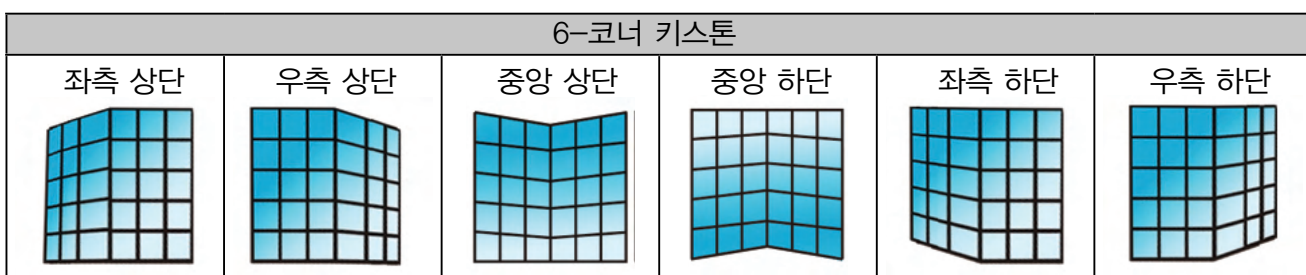 6-코너 키스톤
좌측 상단
우측 상단
중앙 상단
중앙 하단
좌측 하단
우측 하단